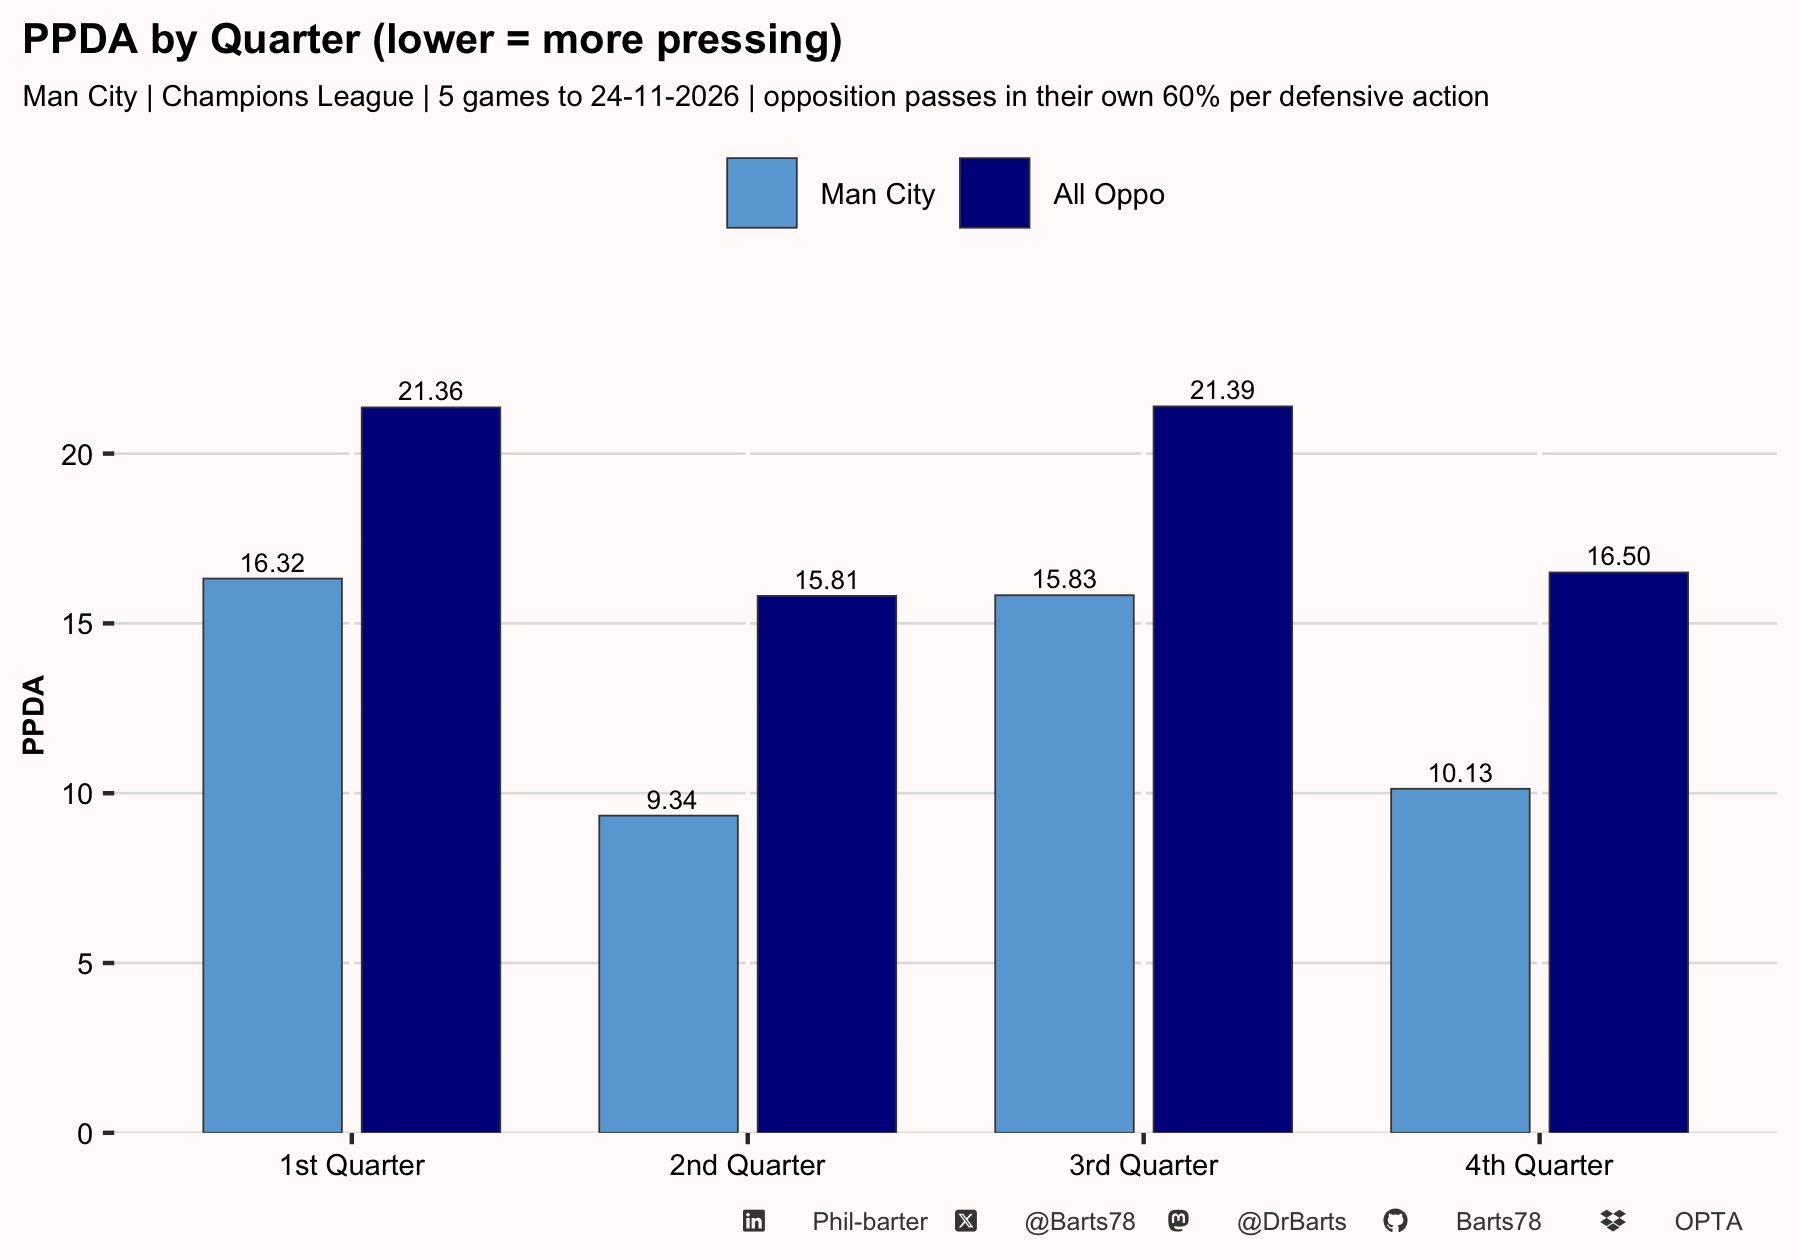 PPDA by Quarter (lower = more pressing)
Man City | Champions League | 5 games to 24-11-2026 | opposition passes in their own 60% per defensive action
Man City All Oppo
21.36 21.39
20
16.32 15.81 15.83 16.50
15
PPDA
9.34 10.13
10
5
0
1st Quarter 2nd Quarter 3rd Quarter 4th Quarter
Phil-barter @Barts78 @DrBarts Barts78 OPTA